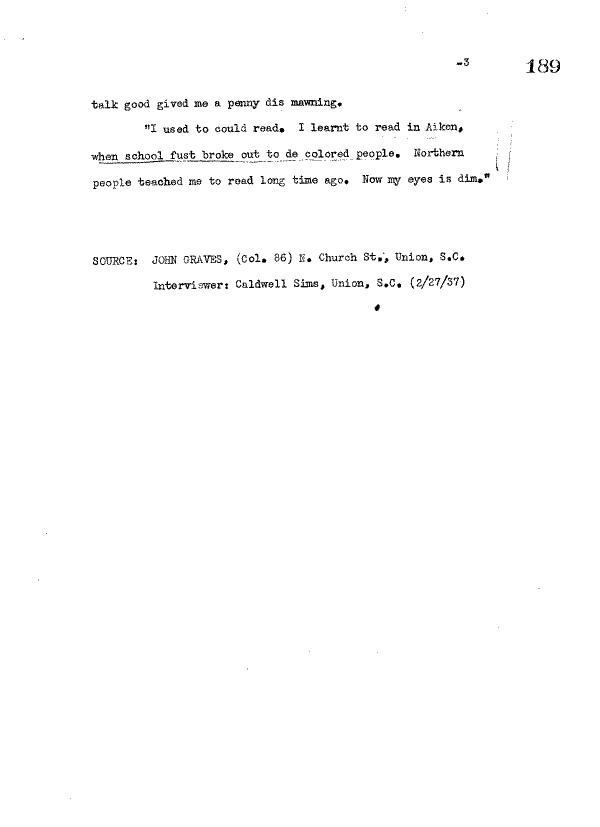 -3 189
talk good gived me a penny dis mawning.
"I used to could read. I learnt to read in Aiken,
when school fust broke out to de colored people. Northern
people teached me to read long time ago. Now my eyes is dim."
SOURCE: JOHN GRAVES, (Col. 86) N. Church St., Union, S.C.
Interviewer: Caldwell Sims, Union, S.C. (2/27/37)